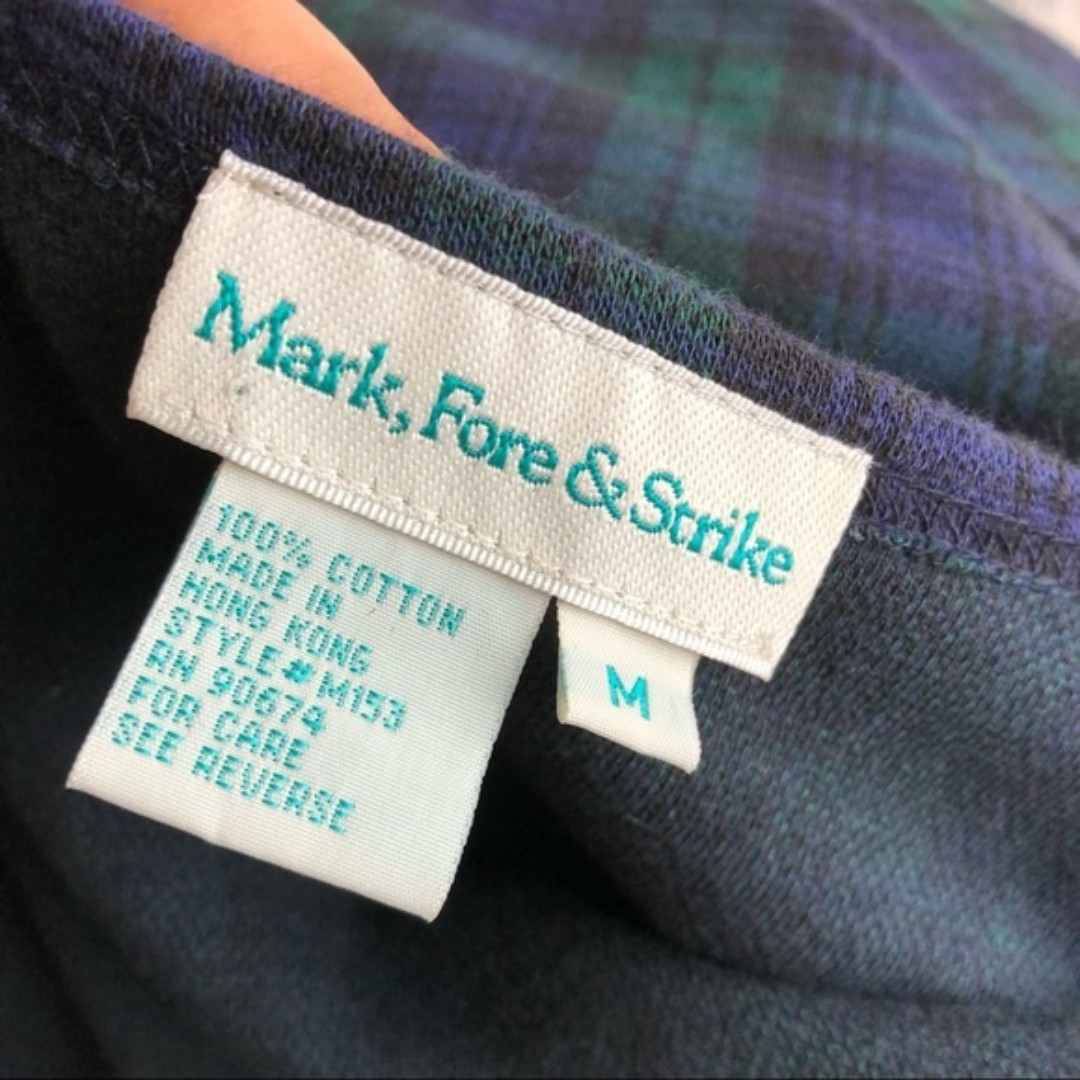 Mark, Fore & Strike
100% COTTON
MADE IN
HONG KONG
STYLE# M153
RN 90674
FOR CARE
SEE REVERSE
M